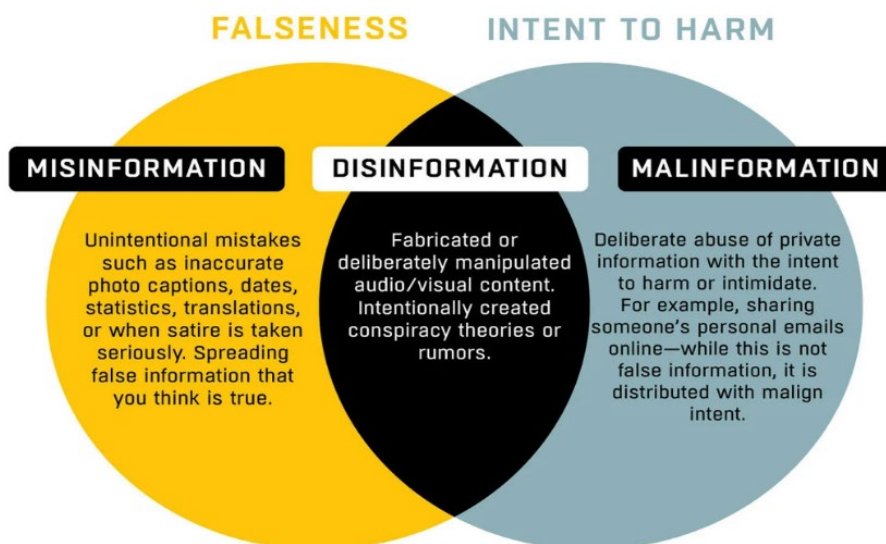 FALSENESS
INTENT TO HARM
MISINFORMATION
Unintentional mistakes
such as inaccurate
photo captions, dates,
statistics, translations,
or when satire is taken
seriously. Spreading
false information that
you think is true.
DISINFORMATION
Fabricated or
deliberately manipulated
audio/visual content.
Intentionally created
conspiracy theories or
rumors.
MALINFORMATION
Deliberate abuse of private
information with the intent
to harm or intimidate.
For example, sharing
someone's personal emails
online—while this is not
false information, it is
distributed with malign
intent.